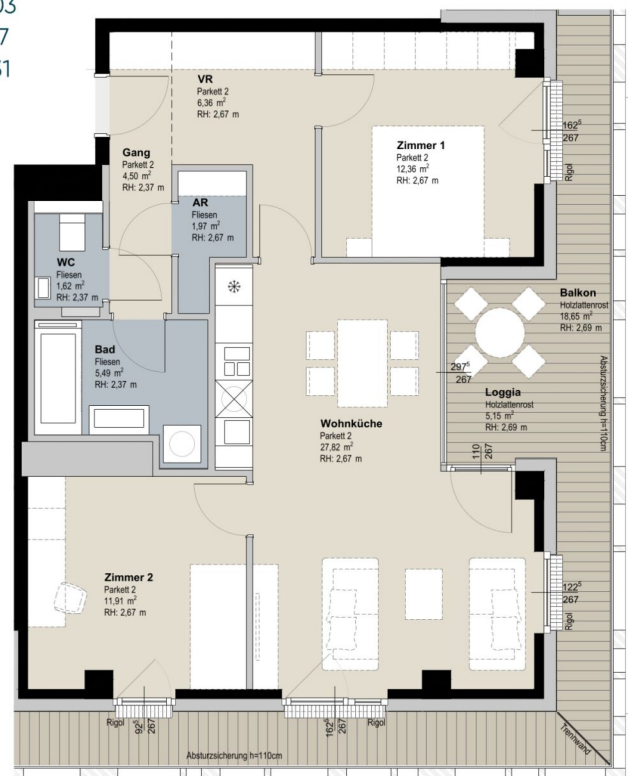 03
7
51
VR
Parkett 2
6,36 m²
RH: 2,67 m
Gang
Parkett 2
4,50 m²
RH: 2,37 m
Zimmer 1
Parkett 2
12,36 m²
RH: 2,67 m
162⁵
267
Rigol
AR
Fliesen
1,97 m²
RH: 2,67 m
WC
Fliesen
1,62 m²
RH: 2,37 m
Balkon
Holzlattenrost
18,65 m²
RH: 2,69 m
Bad
Fliesen
5,49 m²
RH: 2,37 m
297⁵
267
Loggia
Holzlattenrost
5,15 m²
RH: 2,69 m
Absturzsicherung h=110cm
Wohnküche
Parkett 2
27,82 m²
RH: 2,67 m
110
267
Zimmer 2
Parkett 2
11,91 m²
RH: 2,67 m
122⁵
267
Rigol
Rigol
92⁵
267
162⁵
267
Rigol
Trennwand
Absturzsicherung h=110cm